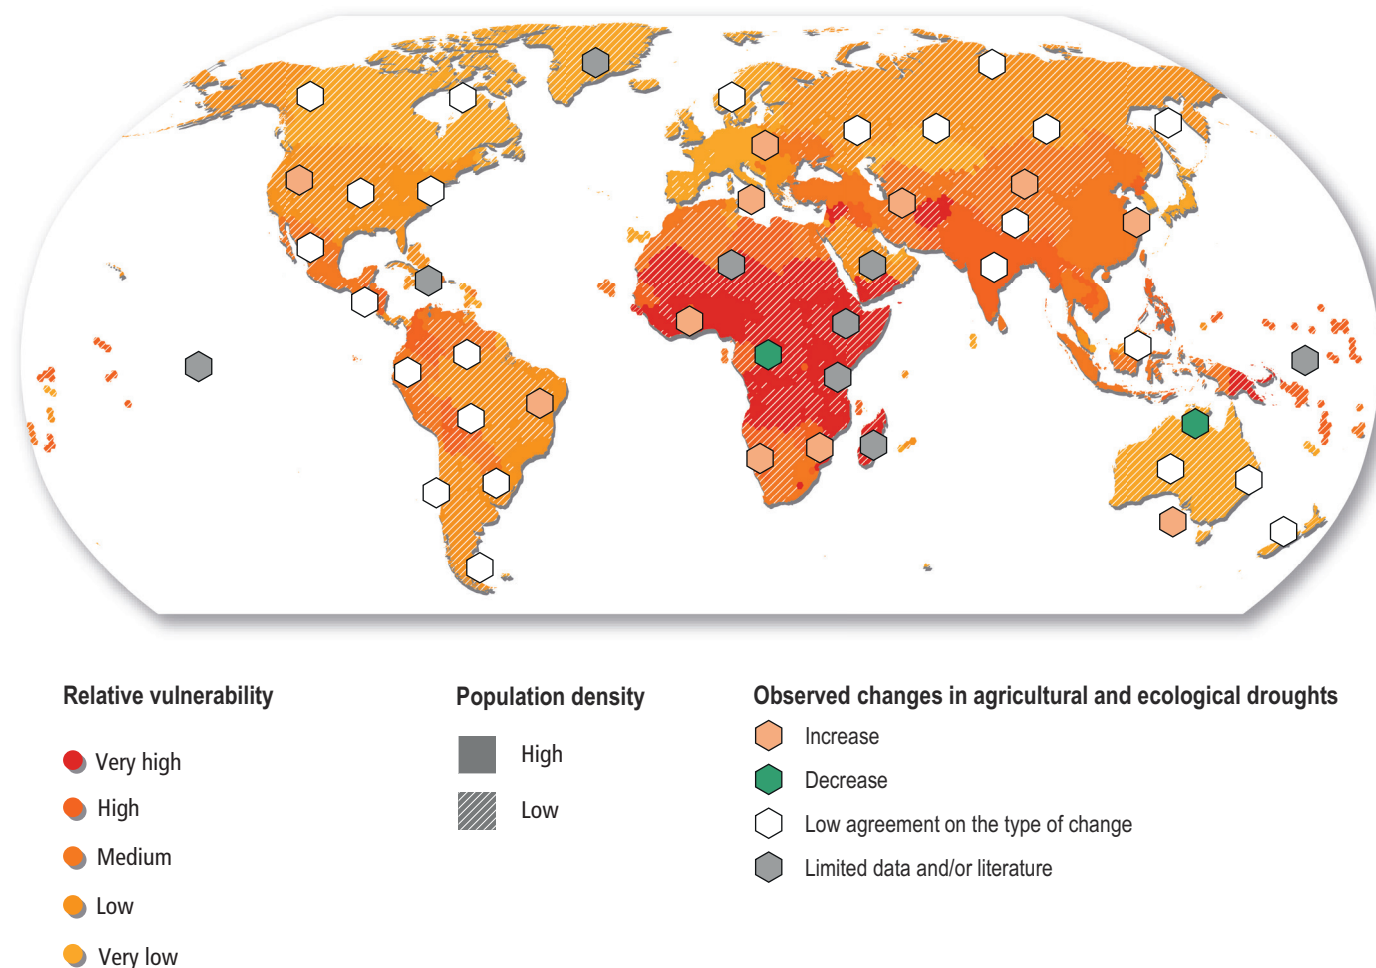 Relative vulnerability
Very high
High
Medium
Low
Very low
Population density
High
Low
Observed changes in agricultural and ecological droughts
Increase
Decrease
Low agreement on the type of change
Limited data and/or literature